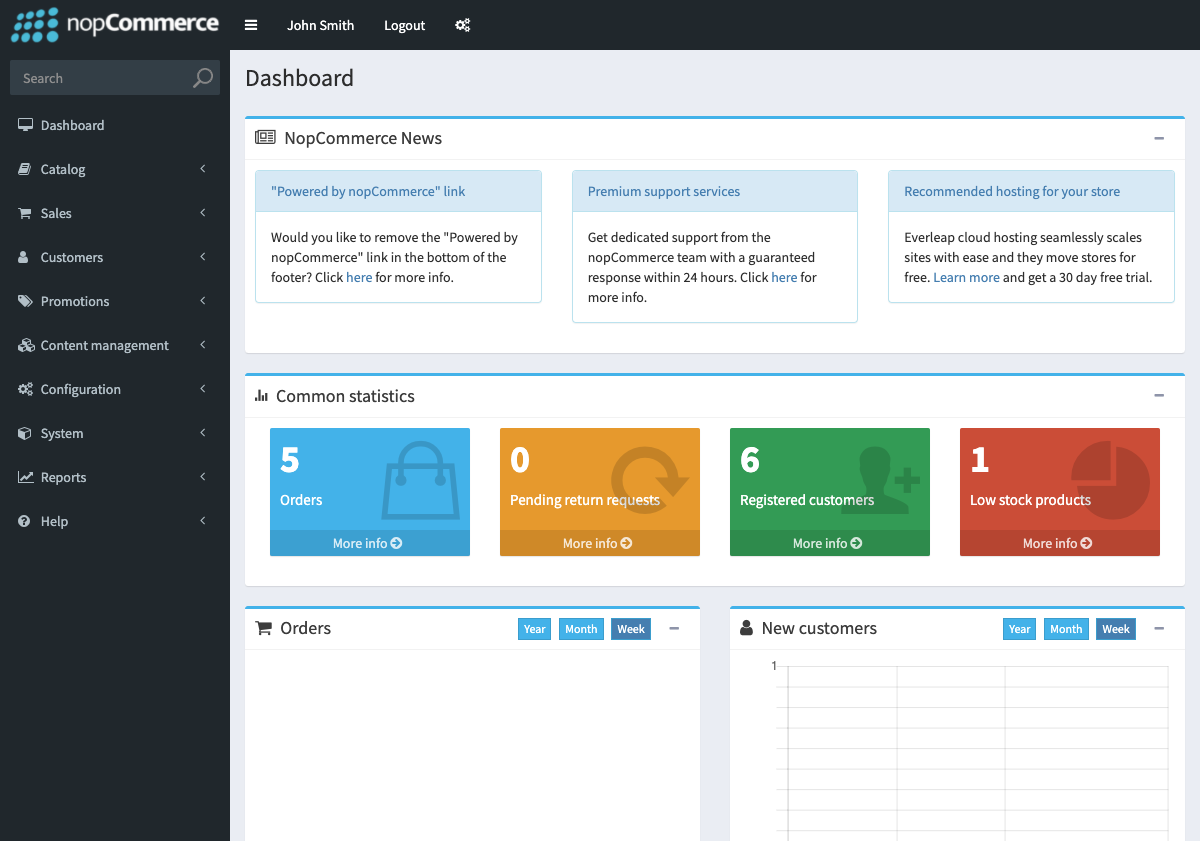 nopCommerce
John Smith
Logout
Search
Dashboard
Catalog
Sales
Customers
Promotions
Content management
Configuration
System
Reports
Help
Dashboard
NopCommerce News
"Powered by nopCommerce" link
Would you like to remove the "Powered by
nopCommerce" link in the bottom of the
footer? Click here for more info.
Premium support services
Get dedicated support from the
nopCommerce team with a guaranteed
response within 24 hours. Click here for
more info.
Recommended hosting for your store
Everleap cloud hosting seamlessly scales
sites with ease and they move stores for
free. Learn more and get a 30 day free trial.
Common statistics
5
Orders
More info
0
Pending return requests
More info
6
Registered customers
More info
1
Low stock products
More info
Orders
Year
Month
Week
New customers
Year
Month
Week
1